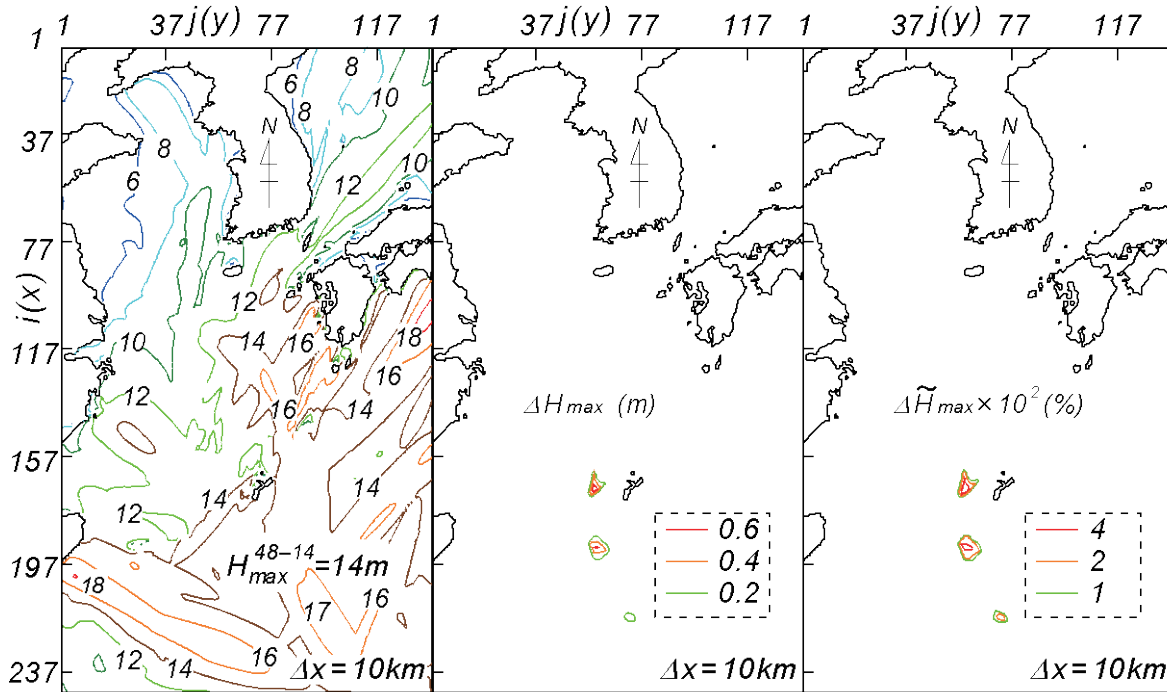 1 37 j(y) 77 117
37 j(y) 77 117
37 j(y) 77 117
1
37
77
i(x)
117
157
197
237
6 8 10
8
N
8
6
12 10
12
14 16 18
10
16
12
16 14
14 14
12
H_max^48-14=14m
18
17 16
12 14 16
Δx=10km
N
ΔH max (m)
0.6
0.4
0.2
Δx=10km
N
ΔH̃ max × 10² (%)
4
2
1
Δx=10km